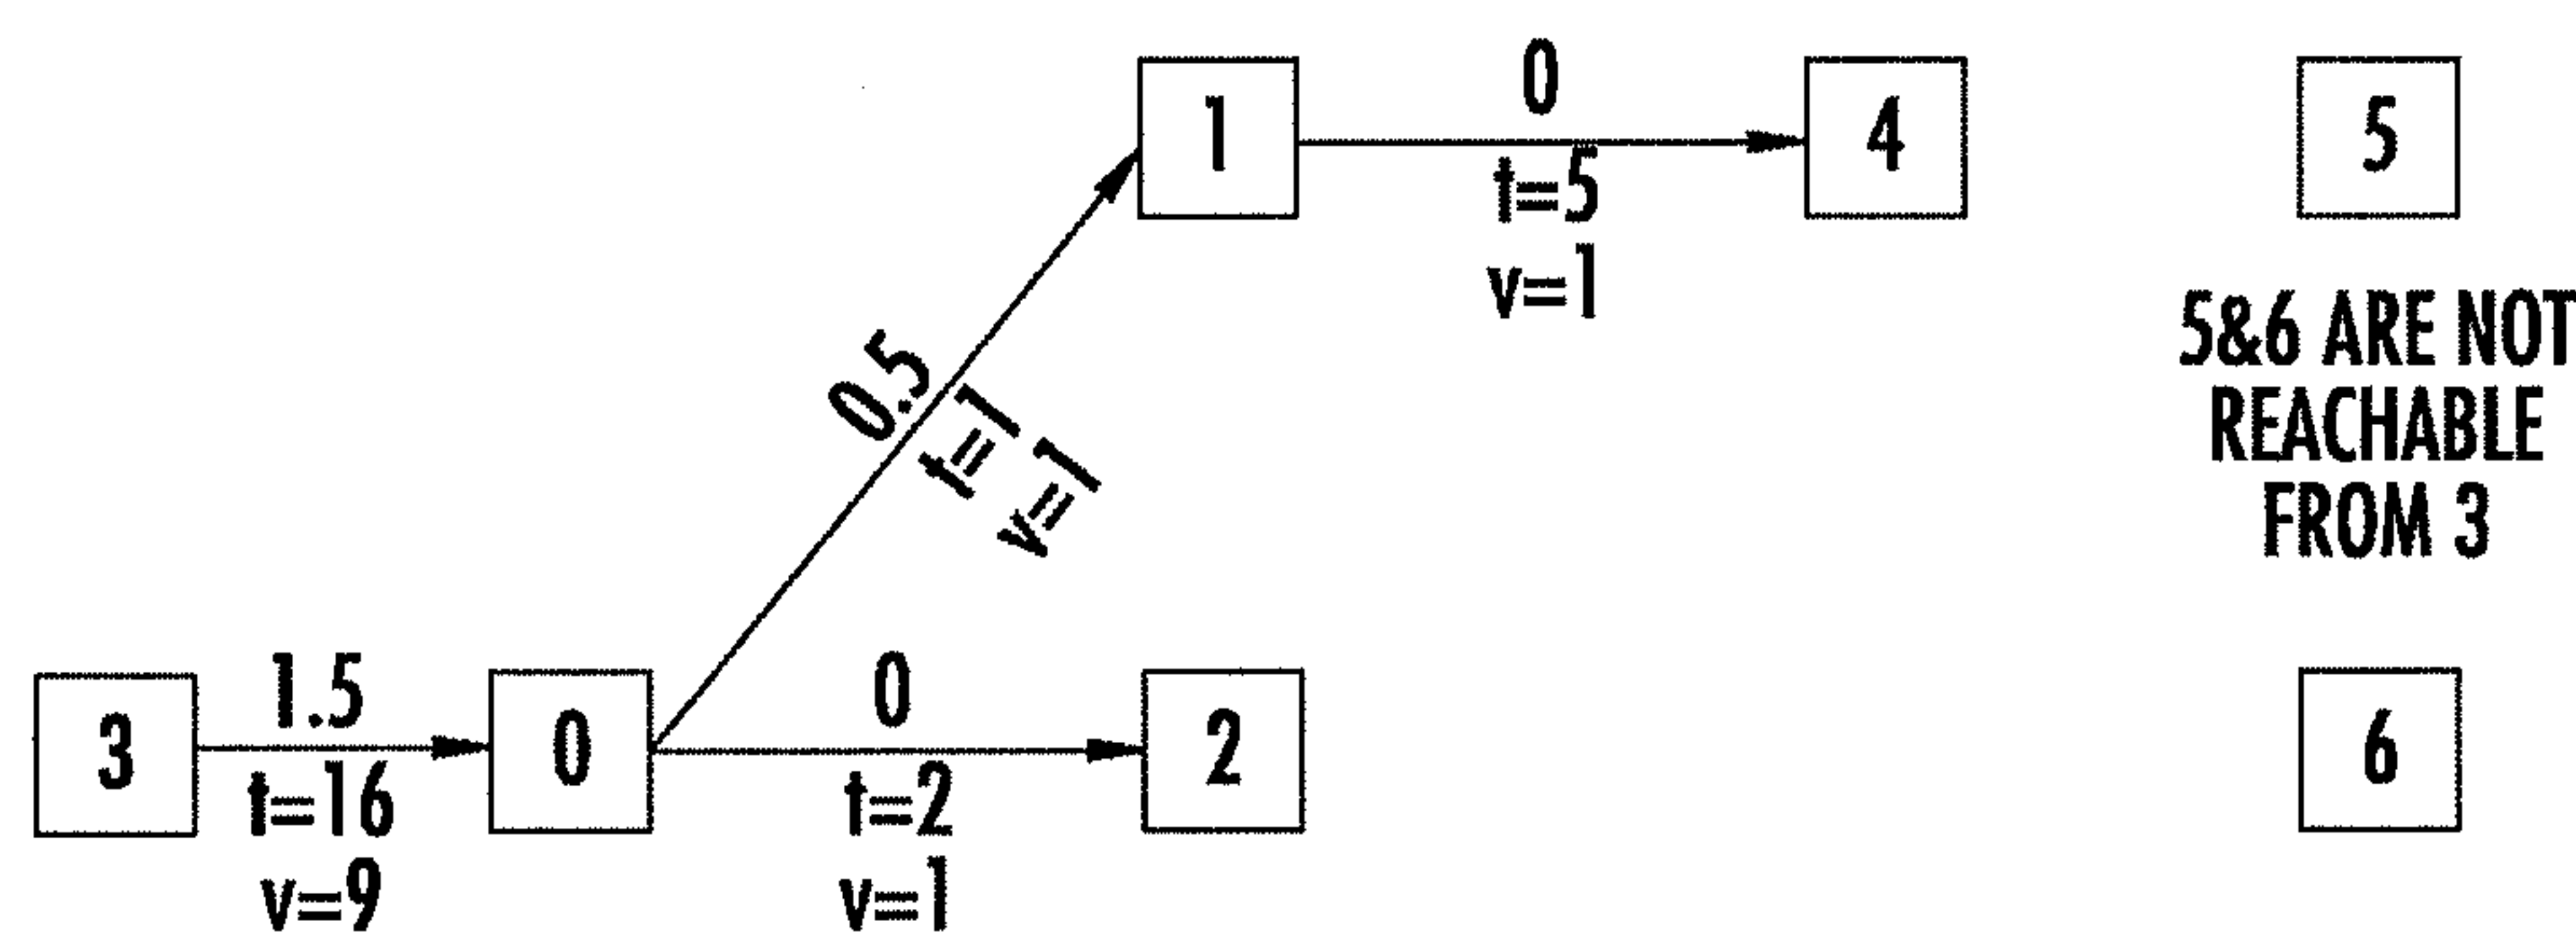 1
0
4
5
t=5
v=1
0.5
t=1
v=1
5&6 ARE NOT
REACHABLE
FROM 3
3
1.5
0
0
2
6
t=16
t=2
v=9
v=1